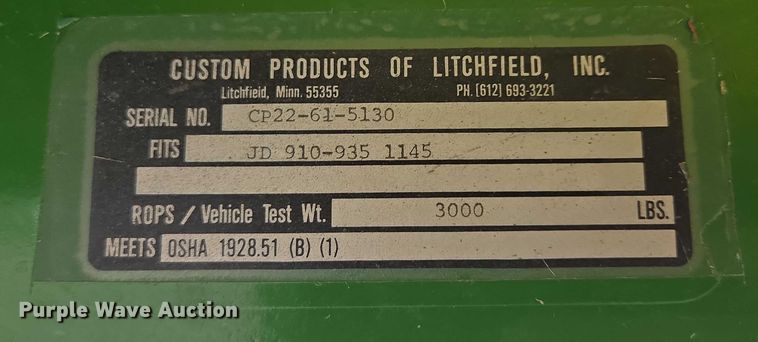 CUSTOM PRODUCTS OF LITCHFIELD, INC.
Litchfield, Minn. 55355 PH. (612) 693-3221
SERIAL NO. CP22-61-5130
FITS JD 910-935 1145
ROPS / Vehicle Test Wt. 3000 LBS.
MEETS OSHA 1928.51 (B) (1)
Purple Wave Auction